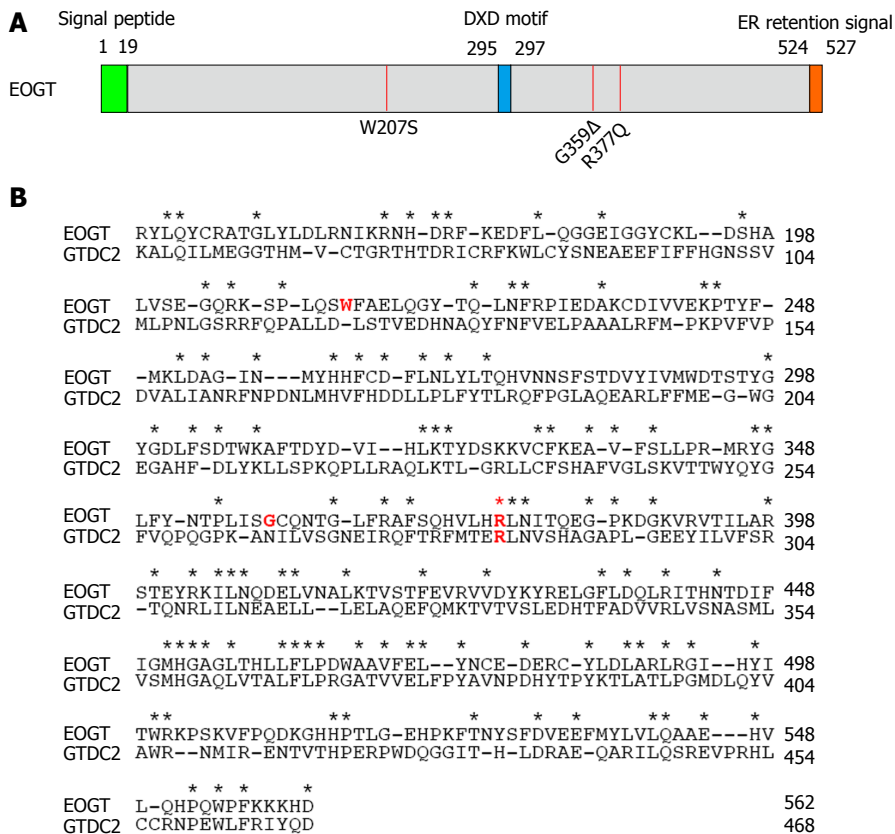 A
Signal peptide DXD motif ER retention signal
1 19 295 297 524 527
EOGT
W207S G359Δ R377Q
B
** * * * ** * * *
EOGT RYLQYCRATGLYLDLRNIKRNH-DRF-KEDFL-QGGEIGGYCKL--DSHA 198
GTDC2 KALQILMEGGTHMV-V-CTGRTHTDRICRFKWLCYSNEAEEFIFFHGNSSV 104
* * * * ** * **
EOGT LVSE-GQRK-SP-LQSWFAELQGY-TQ-LNFRPIEDAKCDIVVEKPTYF- 248
GTDC2 MLPNLGSRRFQPALLD-LSTVEDHNAQYFNFVELPAAALRFM-PKPVFVP 154
* * * * * * * * * *
EOGT -MKLDAG-IN---MYHHFCD-FLNLYLTQHVNNSFSTDVYIVMWDTSTYG 298
GTDC2 DVALIANRFNPDNLMHVFHDDLLPLFYTLRQFPGLAQEARLFFMEG-G-WG 204
* * * * *** ** * * * **
EOGT YGDLFSDTWKAFTDYD-VI--HLKTYDSKKVCFKEA-V-FSLLPR-MRYG 348
GTDC2 EGAHF-DLYKLLSPKQPLLRAQLKTL-GRLLCFSHAFVGLSKVTTWYQYG 254
* * * * *** * * * *
EOGT LFY-NTPLISGCQNTG-LFRAFSQHVLHRLNITQEG-PKDGKVRVTILAR 398
GTDC2 FVQPQGPKA-NILVSGNEIRQFTRFMTERLNVSHAGAPL-GEEYILVFSR 304
* * *** ** * * * * * * *
EOGT STEYRKILNQDELVNALKTVSTFEVRVVDYKYRELGFLDQLRITHNTDIF 448
GTDC2 -TQNRLILNEAELL-LELAQEFQMKTVTVSLEDHTFADVVRLVSNASML 354
**** * **** * * ** * * * * * *
EOGT IGMHGAGLTHLLFLPDWAAVFEL--YNCE-DERC-YLDLARLRGI--HYI 498
GTDC2 VSMHGAQLVTALFLPRGATVVELFPYAVNPDHYTPYKTLATLPGMDLQYV 404
** ** * * * ** * *
EOGT TWRKPSKVFPQDKGHHPTLG-EHPKFTNYSFDVEEFMYLVLQAAE---HV 548
GTDC2 AWR--NMIR-ENTVTHPERPWDQGGIT-H-LDRAE-QARILQSREVPRHL 454
* * * *
EOGT L-QHPQWPFKKKHD 562
GTDC2 CCRNPEWLFRIYQD 468